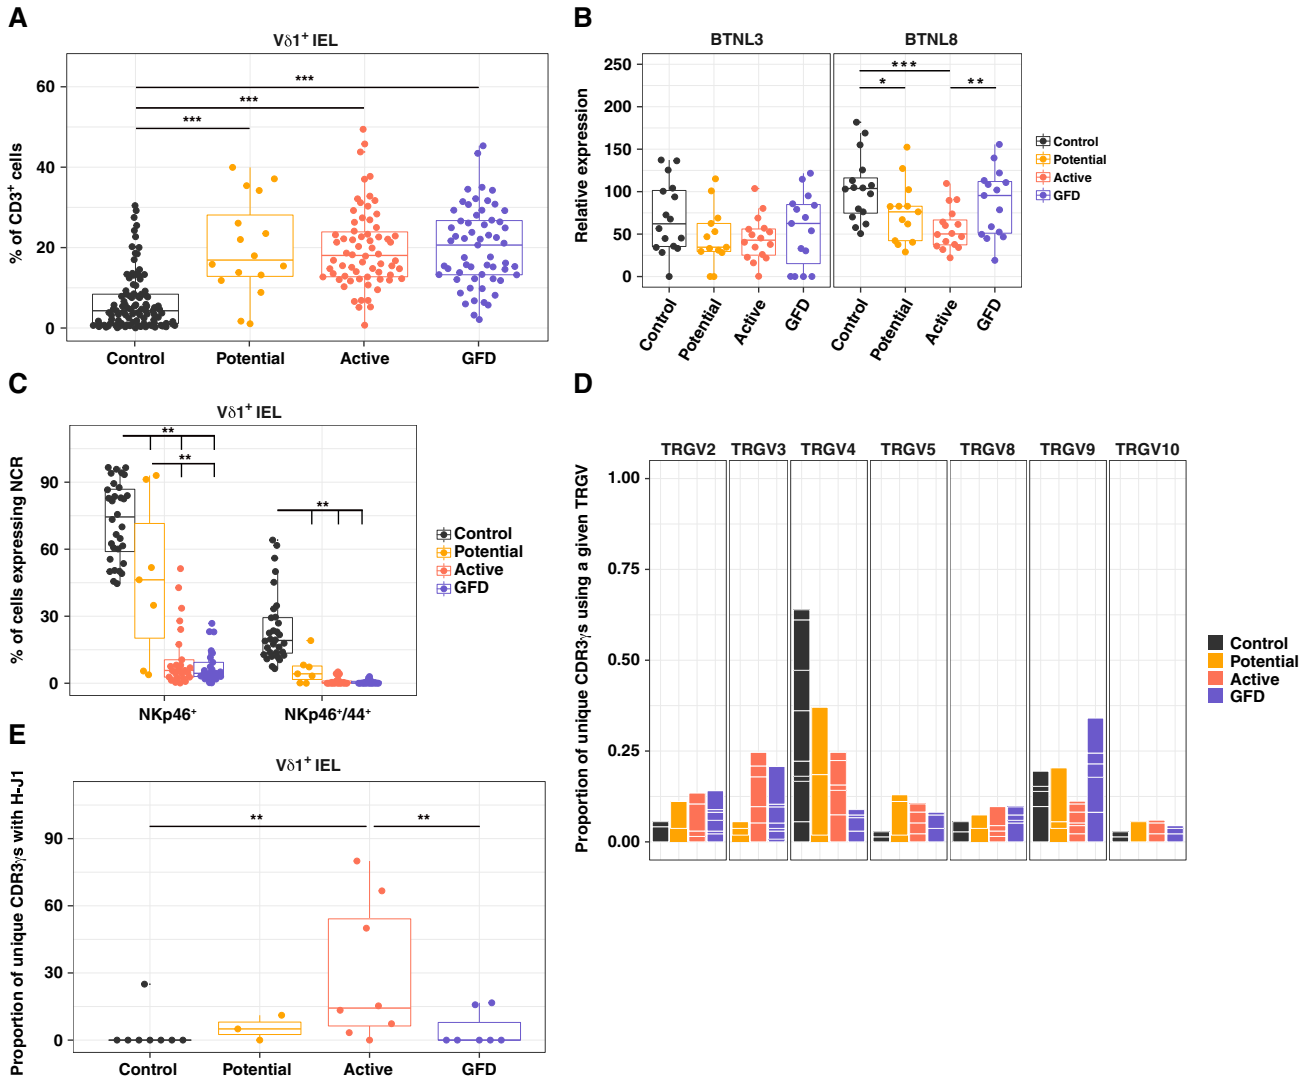 A
Vδ1+ IEL
% of CD3+ cells
60
40
20
0
***
***
***
Control
Potential
Active
GFD
B
BTNL3
BTNL8
Relative expression
250
200
150
100
50
0
***
*
**
Control
Potential
Active
GFD
Control
Potential
Active
GFD
Control
Potential
Active
GFD
C
Vδ1+ IEL
% of cells expressing NCR
90
60
30
0
**
**
**
NKp46+
NKp46+/44+
Control
Potential
Active
GFD
D
TRGV2
TRGV3
TRGV4
TRGV5
TRGV8
TRGV9
TRGV10
Proportion of unique CDR3γs using a given TRGV
1.00
0.75
0.50
0.25
0.00
Control
Potential
Active
GFD
E
Vδ1+ IEL
Proportion of unique CDR3γs with H-J1
90
60
30
0
**
**
Control
Potential
Active
GFD